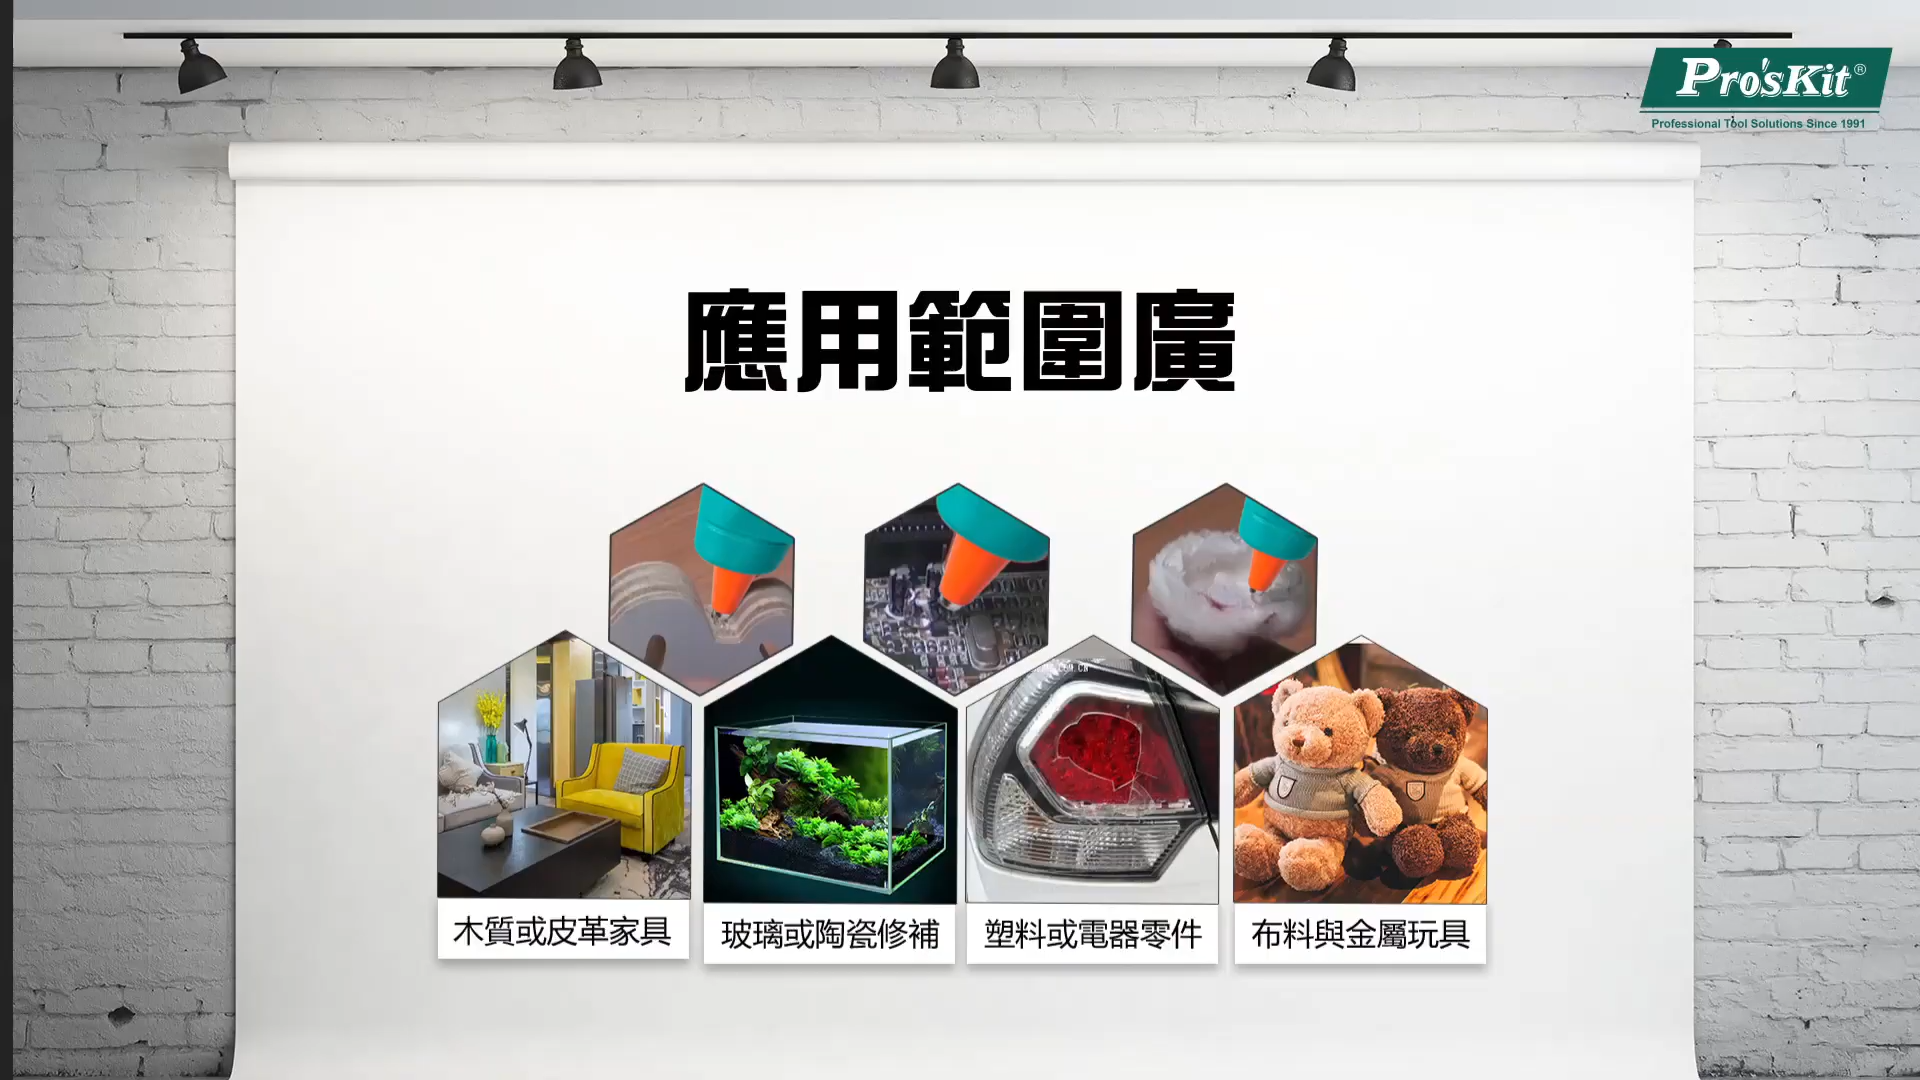 Pro'sKit®
Professional Tool Solutions Since 1991
應用範圍廣
木質或皮革家具
玻璃或陶瓷修補
塑料或電器零件
布料與金屬玩具